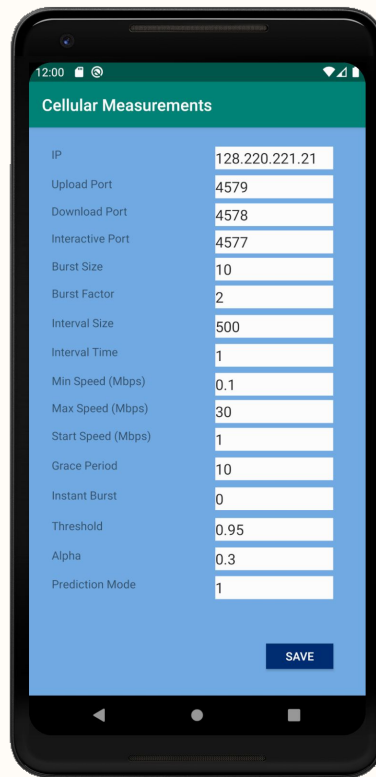 12:00
Cellular Measurements
IP 128.220.221.21
Upload Port 4579
Download Port 4578
Interactive Port 4577
Burst Size 10
Burst Factor 2
Interval Size 500
Interval Time 1
Min Speed (Mbps) 0.1
Max Speed (Mbps) 30
Start Speed (Mbps) 1
Grace Period 10
Instant Burst 0
Threshold 0.95
Alpha 0.3
Prediction Mode 1
SAVE